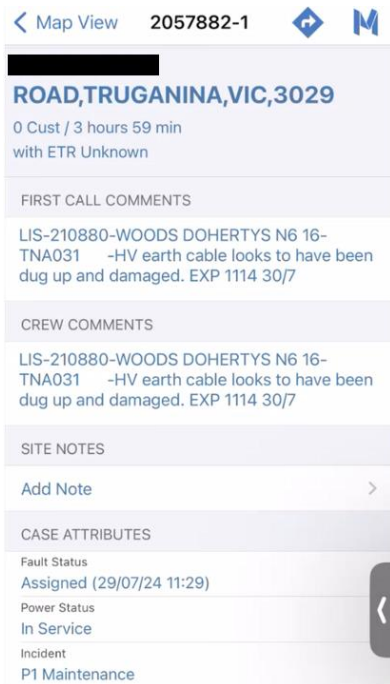 Map View 2057882-1
ROAD,TRUGANINA,VIC,3029
0 Cust / 3 hours 59 min
with ETR Unknown
FIRST CALL COMMENTS
LIS-210880-WOODS DOHERTYS N6 16-
TNA031 -HV earth cable looks to have been
dug up and damaged. EXP 1114 30/7
CREW COMMENTS
LIS-210880-WOODS DOHERTYS N6 16-
TNA031 -HV earth cable looks to have been
dug up and damaged. EXP 1114 30/7
SITE NOTES
Add Note
CASE ATTRIBUTES
Fault Status
Assigned (29/07/24 11:29)
Power Status
In Service
Incident
P1 Maintenance